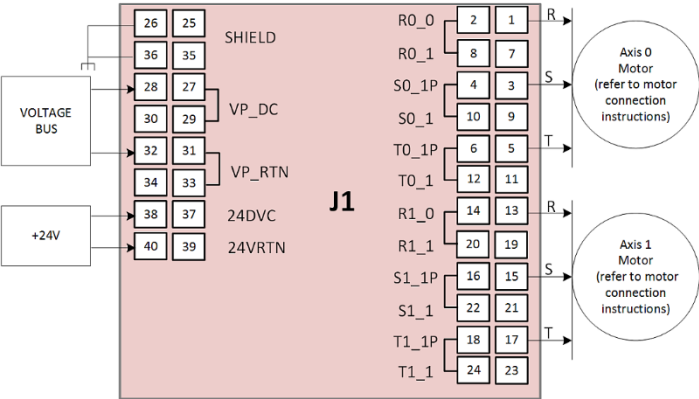 26 25 SHIELD
36 35
28 27
VP_DC
30 29
32 31
VP_RTN
34 33
38 37 24DVC
40 39 24VRTN
VOLTAGE
BUS
+24V
J1
R0_0 2 1 R
R0_1 8 7
S0_1P 4 3 S
S0_1 10 9
T0_1P 6 5 T
T0_1 12 11
R1_0 14 13 R
R1_1 20 19
S1_1P 16 15 S
S1_1 22 21
T1_1P 18 17 T
T1_1 24 23
Axis 0
Motor
(refer to motor
connection
instructions)
Axis 1
Motor
(refer to motor
connection
instructions)